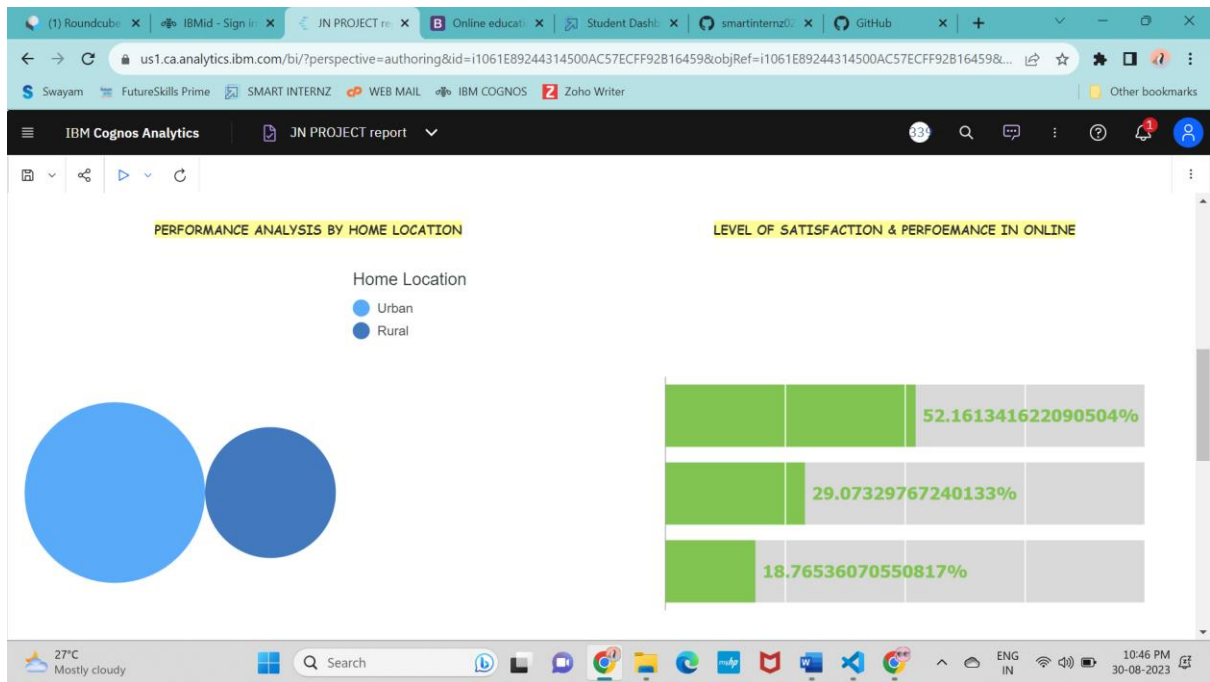 (1) Roundcube IBMid - Sign in JN PROJECT re Online educati Student Dashb smartinternz02 GitHub
us1.ca.analytics.ibm.com/bi/?perspective=authoring&id=i1061E89244314500AC57ECFF92B16459&objRef=i1061E89244314500AC57ECFF92B16459&...
Swayam FutureSkills Prime SMART INTERNZ WEB MAIL IBM COGNOS Zoho Writer Other bookmarks
IBM Cognos Analytics JN PROJECT report 339 1
PERFORMANCE ANALYSIS BY HOME LOCATION
Home Location
Urban
Rural
LEVEL OF SATISFACTION & PERFOEMANCE IN ONLINE
52.161341622090504%
29.07329767240133%
18.76536070550817%
27°C
Mostly cloudy
Search
ENG
IN
10:46 PM
30-08-2023